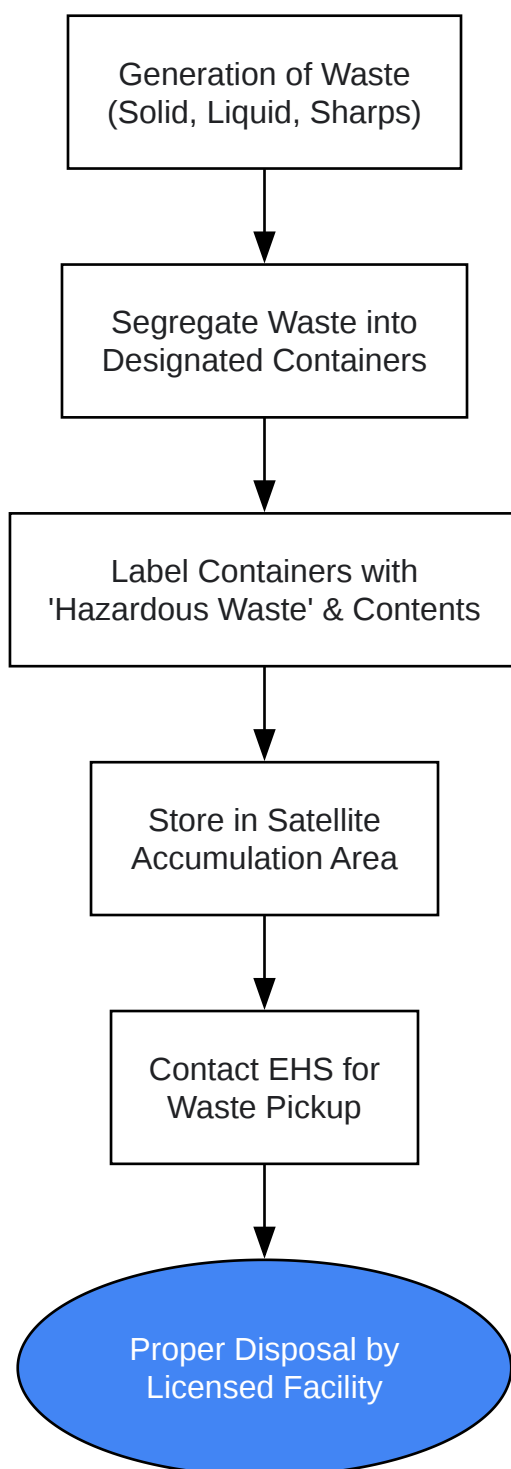 Generation of Waste
(Solid, Liquid, Sharps)
Segregate Waste into
Designated Containers
Label Containers with
'Hazardous Waste' & Contents
Store in Satellite
Accumulation Area
Contact EHS for
Waste Pickup
Proper Disposal by
Licensed Facility